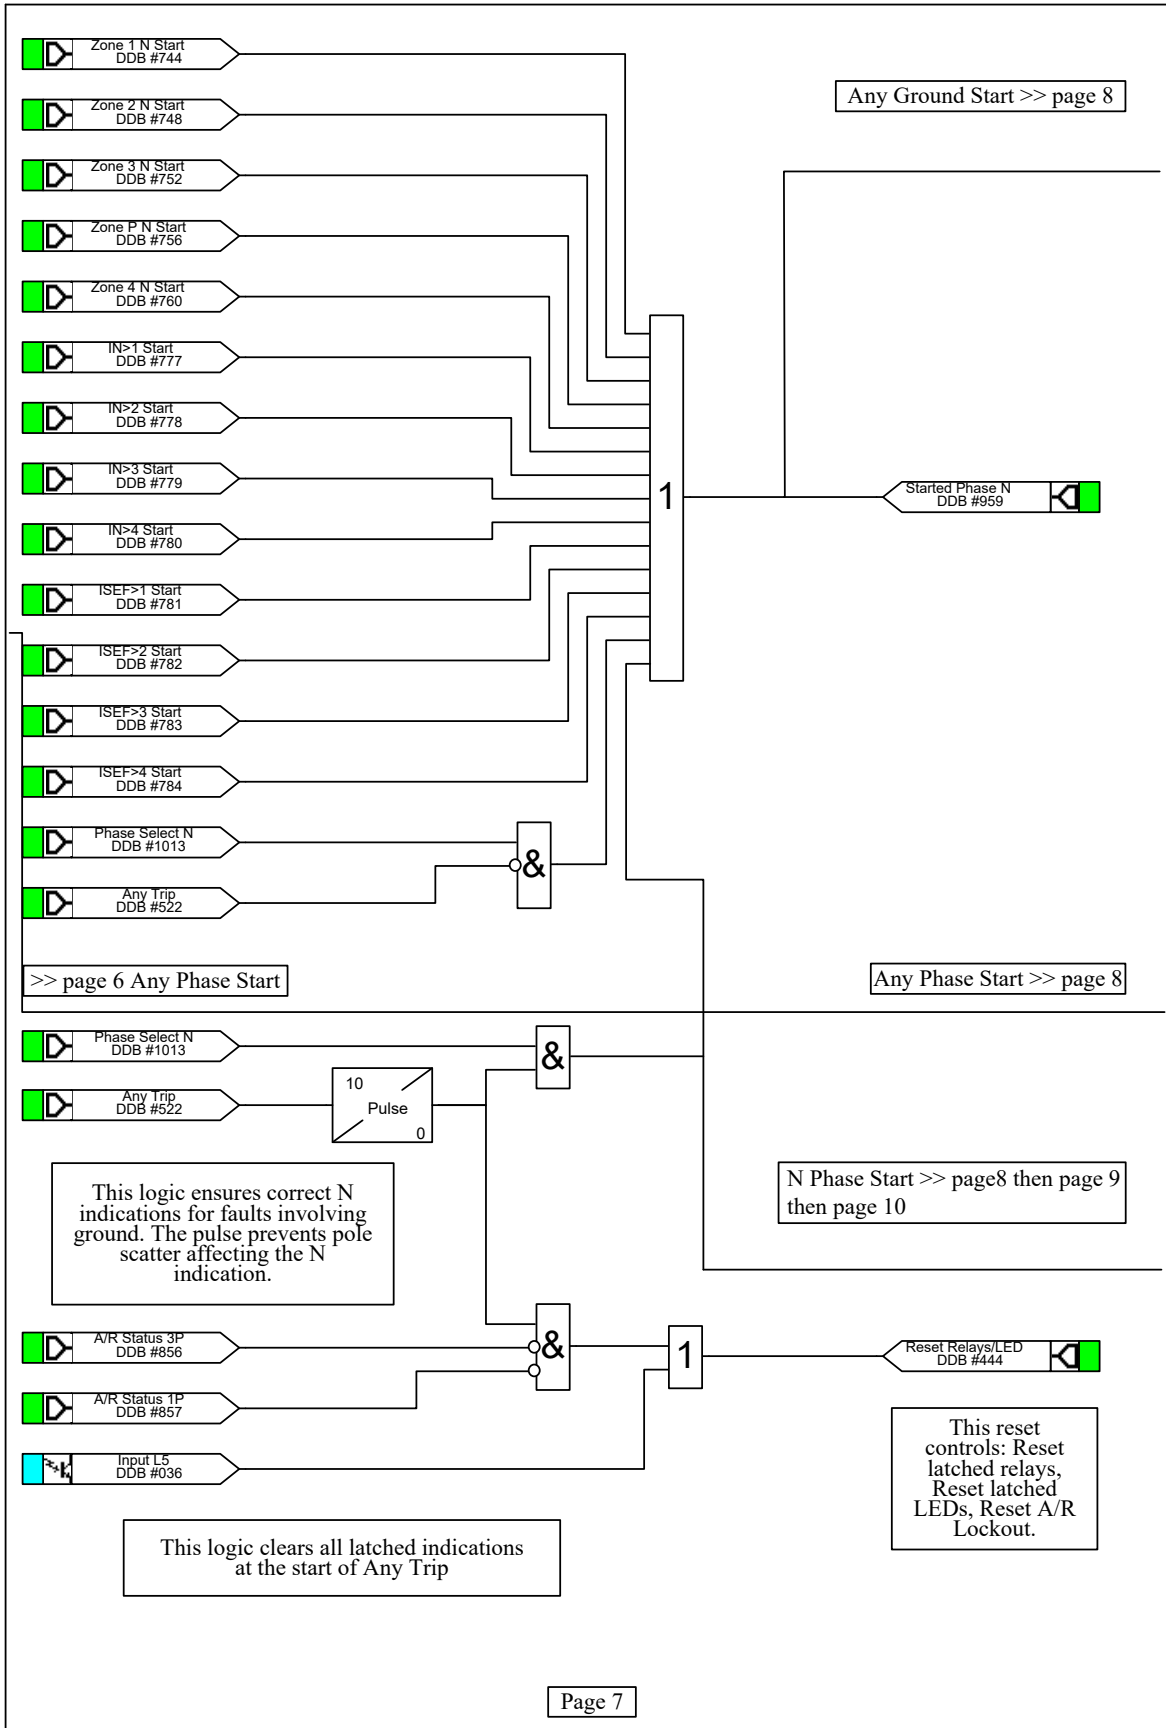 Zone 1 N Start
DDB #744
Any Ground Start >> page 8
Zone 2 N Start
DDB #748
Zone 3 N Start
DDB #752
Zone P N Start
DDB #756
Zone 4 N Start
DDB #760
IN>1 Start
DDB #777
IN>2 Start
DDB #778
IN>3 Start
DDB #779
1
Started Phase N
DDB #959
IN>4 Start
DDB #780
ISEF>1 Start
DDB #781
ISEF>2 Start
DDB #782
ISEF>3 Start
DDB #783
ISEF>4 Start
DDB #784
Phase Select N
DDB #1013
&
Any Trip
DDB #522
>> page 6 Any Phase Start
Any Phase Start >> page 8
Phase Select N
DDB #1013
&
Any Trip
DDB #522
10
Pulse
0
This logic ensures correct N
indications for faults involving
ground. The pulse prevents pole
scatter affecting the N
indication.
N Phase Start >> page8 then page 9
then page 10
A/R Status 3P
DDB #856
&
1
Reset Relays/LED
DDB #444
A/R Status 1P
DDB #857
Input L5
DDB #036
This reset
controls: Reset
latched relays,
Reset latched
LEDs, Reset A/R
Lockout.
This logic clears all latched indications
at the start of Any Trip
Page 7